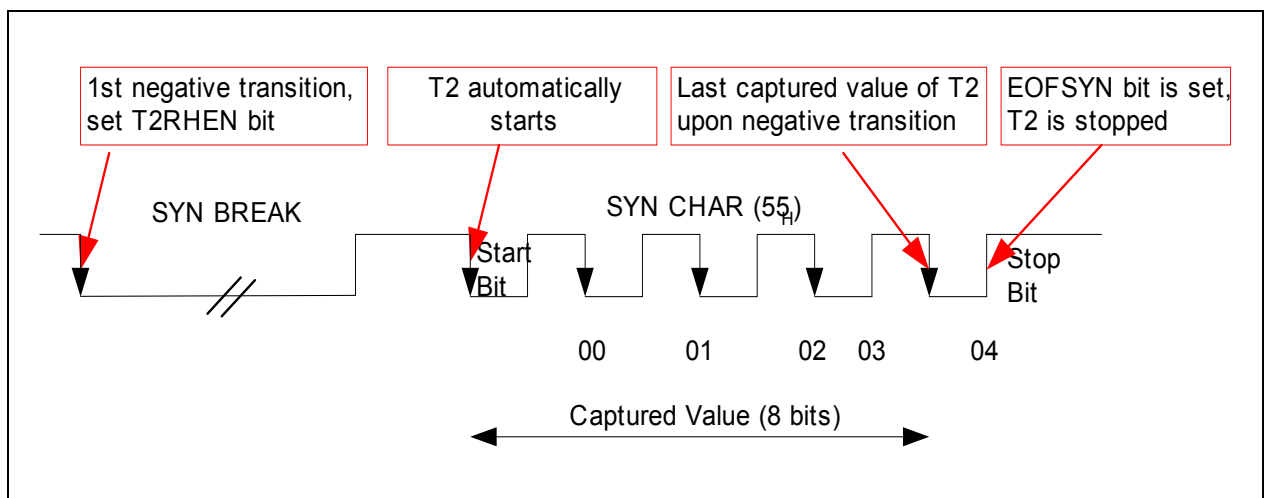 1st negative transition,
set T2RHEN bit
T2 automatically
starts
Last captured value of T2
upon negative transition
EOFSYN bit is set,
T2 is stopped
SYN BREAK
SYN CHAR (55H)
Start
Bit
Stop
Bit
00 01 02 03 04
Captured Value (8 bits)